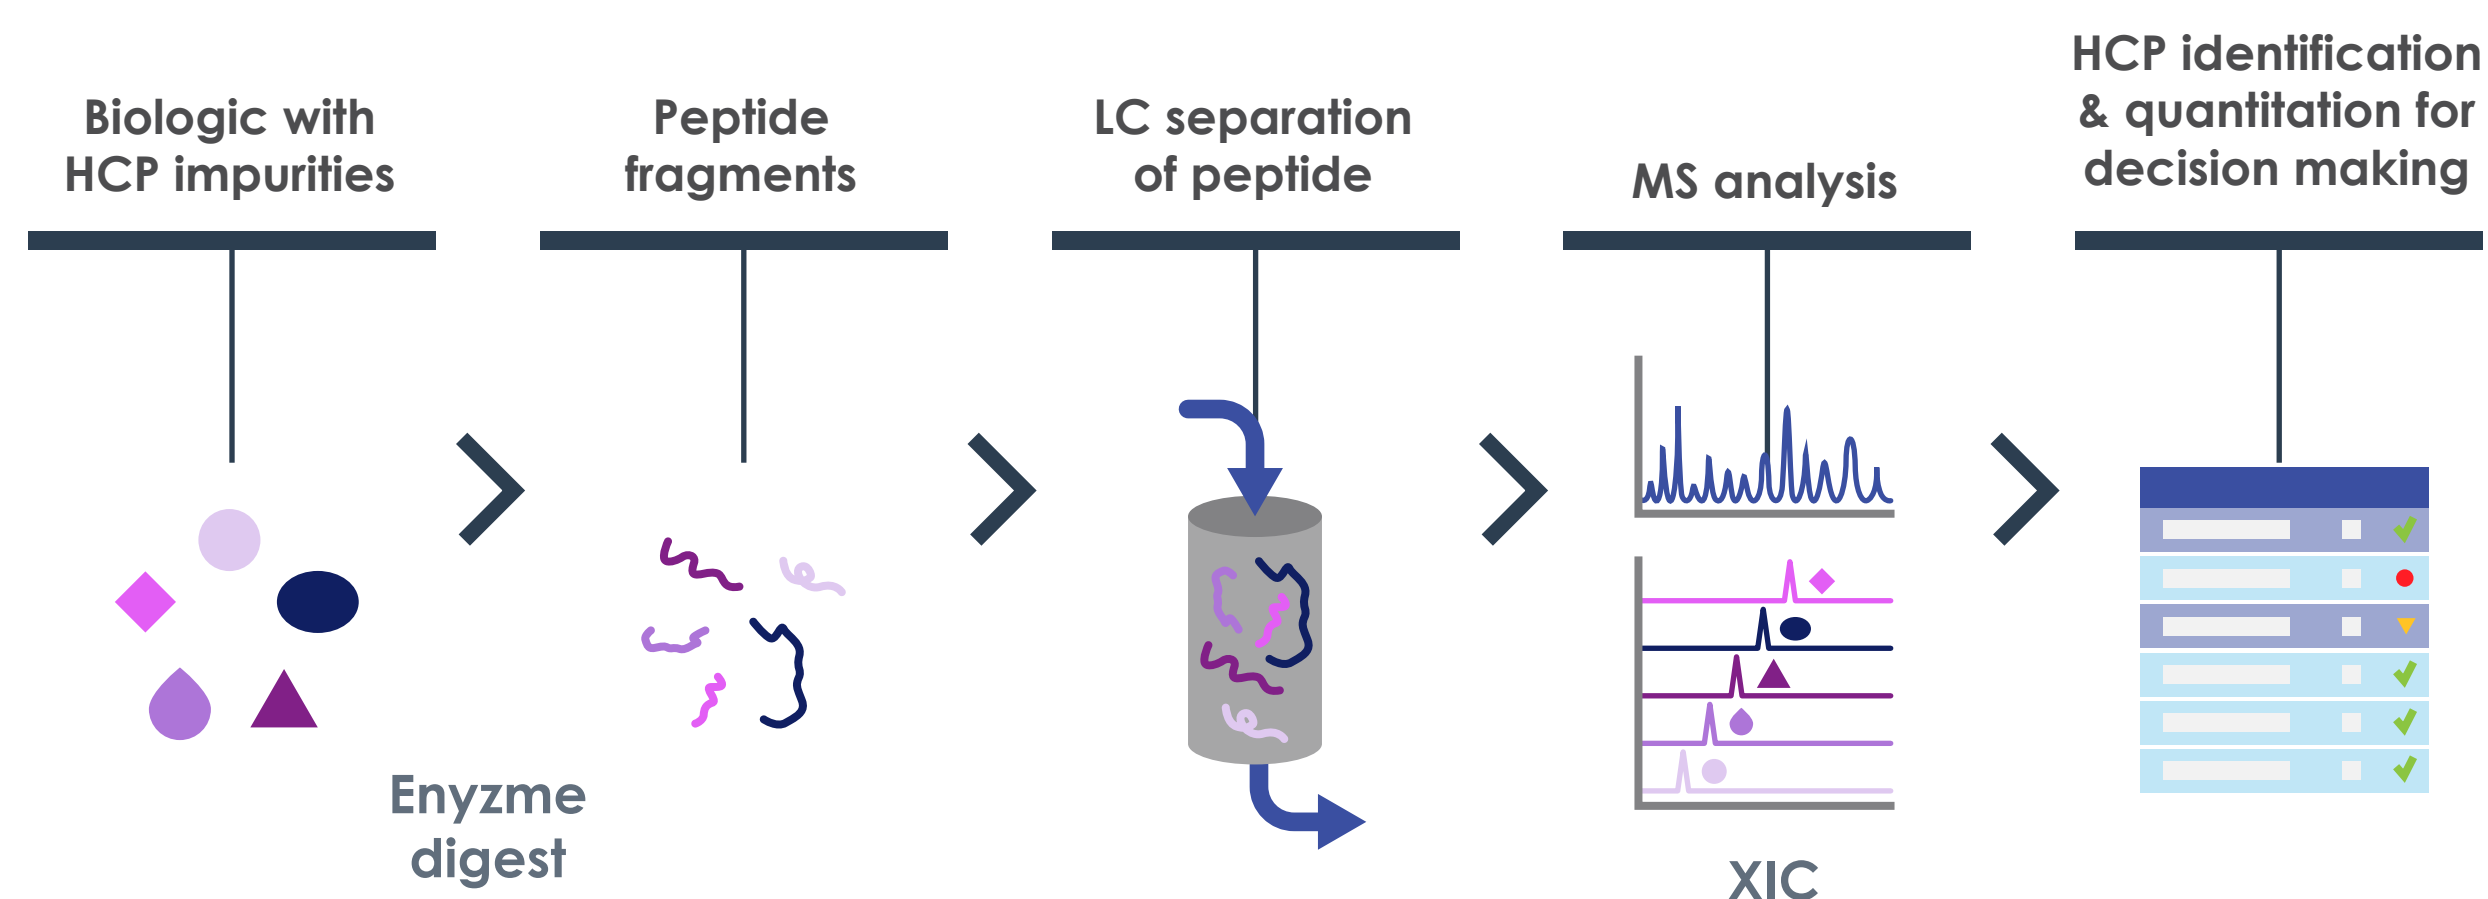 Biologic with
HCP impurities
Peptide
fragments
LC separation
of peptide
MS analysis
HCP identification
& quantitation for
decision making
Enyzme
digest
XIC